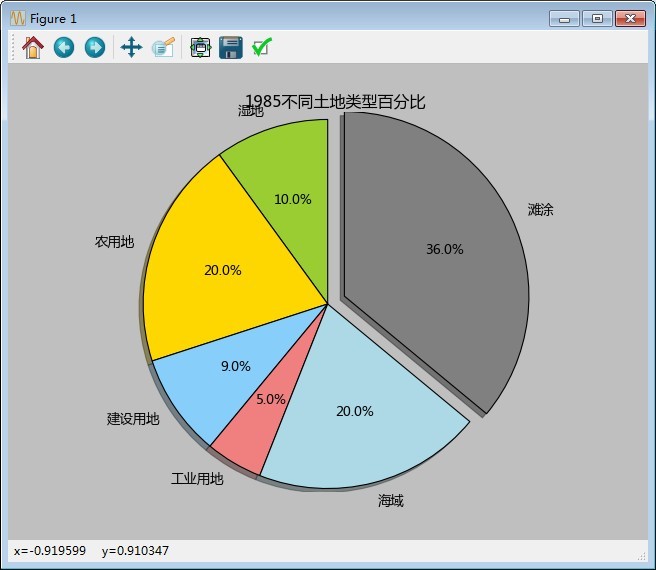 Figure 1
1985不同土地类型百分比
湿地
10.0%
滩涂
36.0%
农用地
20.0%
9.0%
建设用地
5.0%
工业用地
20.0%
海域
x=-0.919599 y=0.910347